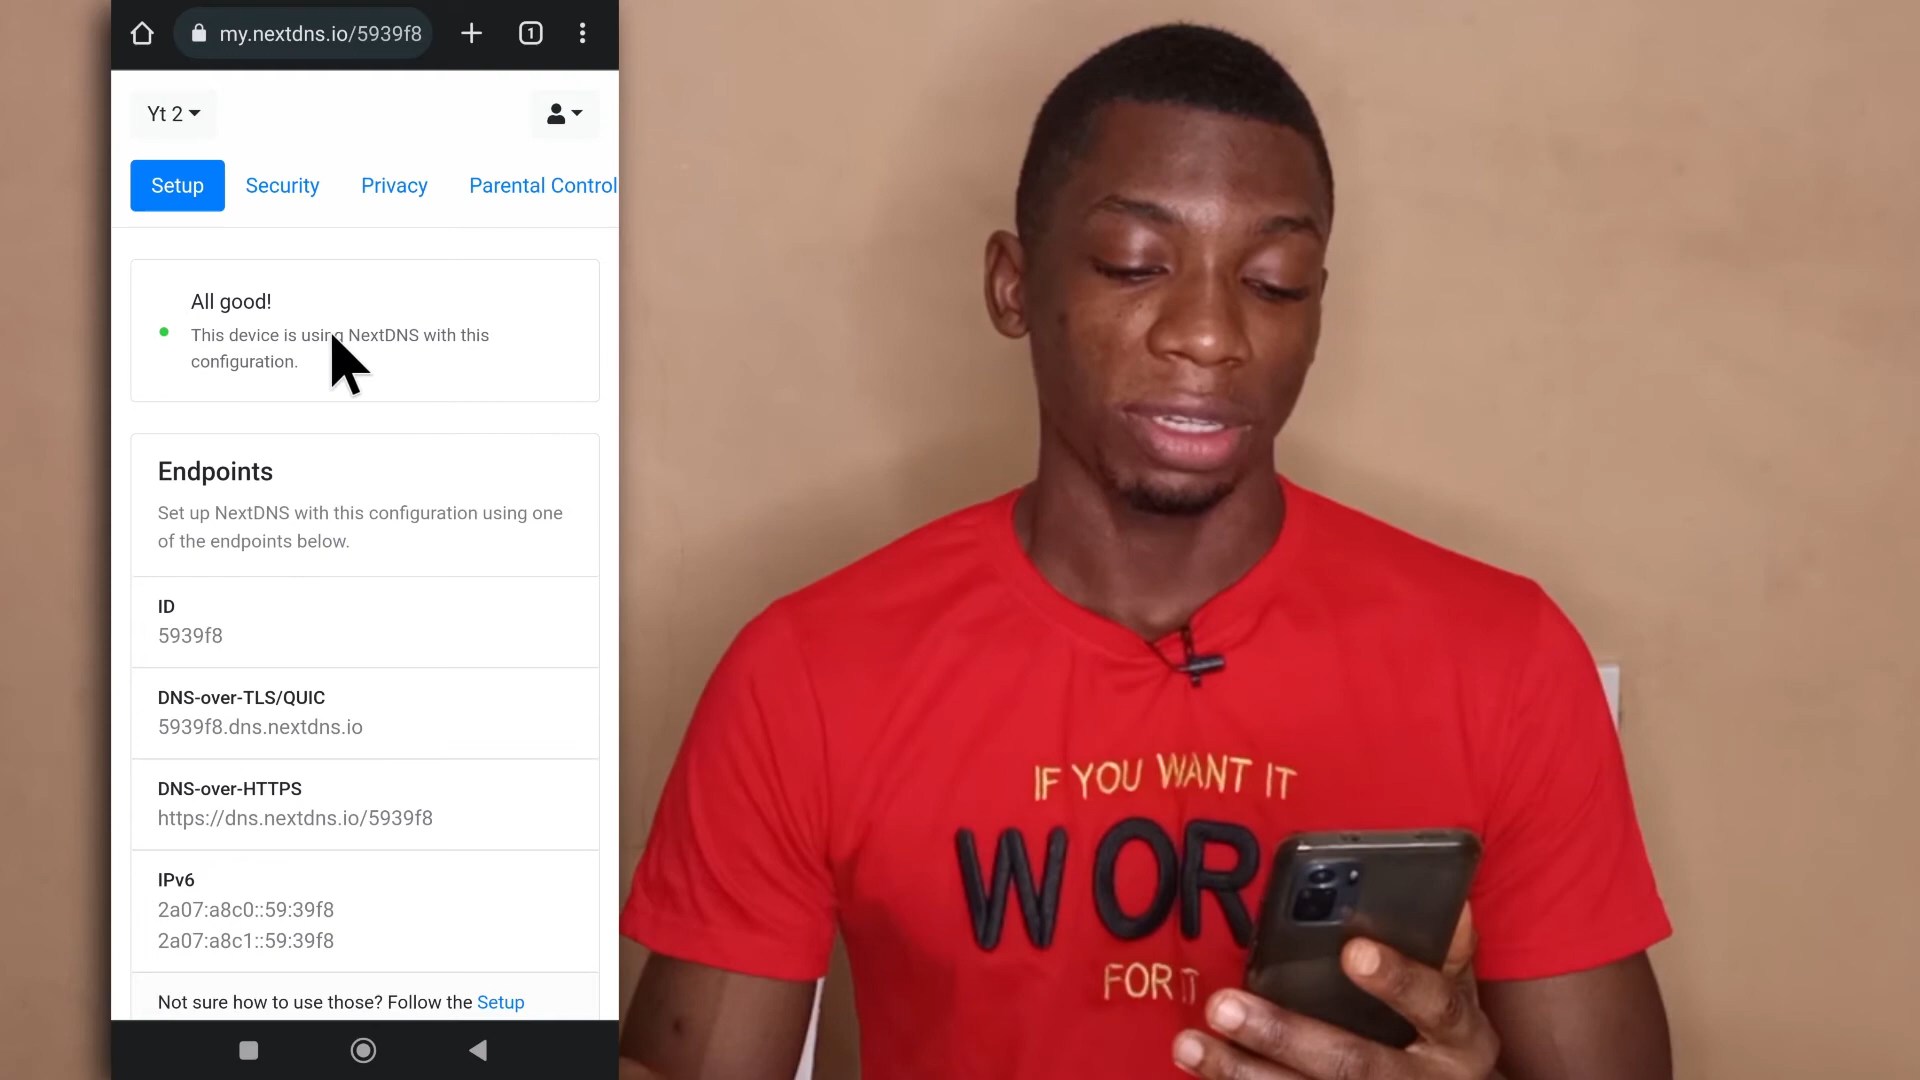 my.nextdns.io/5939f8
1
Yt 2
Setup
Security
Privacy
Parental Control
All good!
This device is using NextDNS with this
configuration.
Endpoints
Set up NextDNS with this configuration using one
of the endpoints below.
ID
5939f8
DNS-over-TLS/QUIC
5939f8.dns.nextdns.io
DNS-over-HTTPS
https://dns.nextdns.io/5939f8
IPv6
2a07:a8c0::59:39f8
2a07:a8c1::59:39f8
Not sure how to use those? Follow the Setup
IF YOU WANT IT
WOR
FOR IT